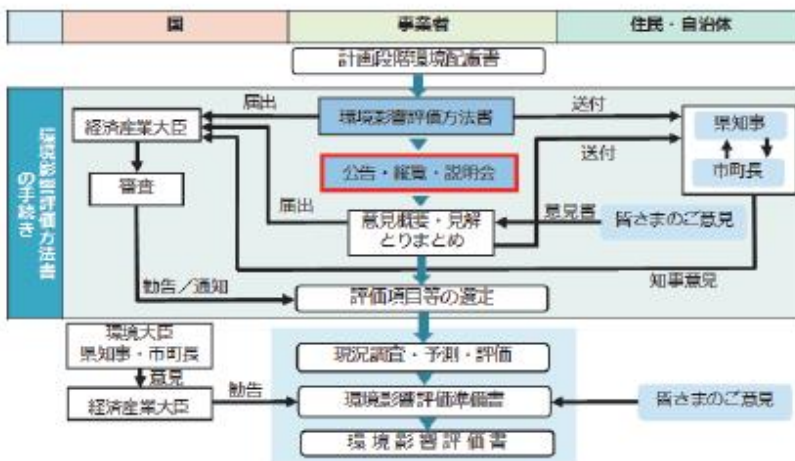 国
事業者
住民・自治体
計画段階環境配慮書
環境影響評価方法書
の手続き
届出
環境影響評価方法書
送付
経済産業大臣
県知事
市町長
審査
公告・縦覧・説明会
送付
届出
意見概要・見解
とりまとめ
意見書
皆さまのご意見
勧告/通知
評価項目等の選定
知事意見
環境大臣
県知事・市町長
意見
経済産業大臣
勧告
現況調査・予測・評価
環境影響評価準備書
皆さまのご意見
環境影響評価書